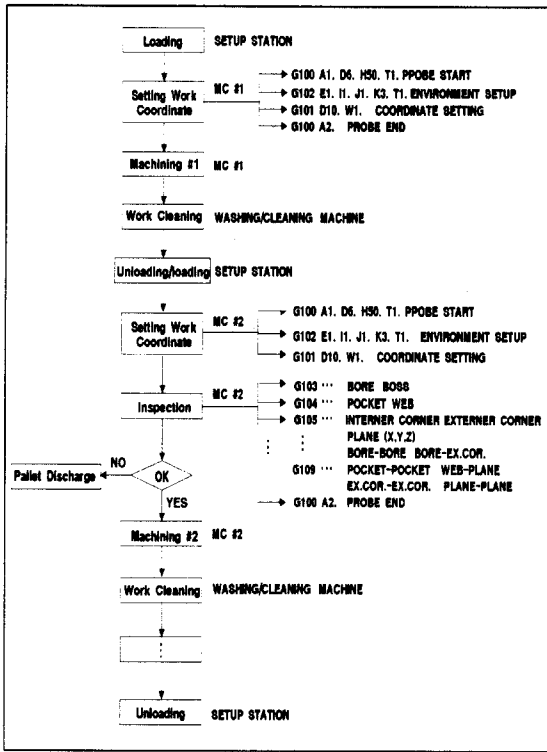 Loading SETUP STATION
G100 A1. D6. H50. T1. PPOBE START
Setting Work Coordinate MC #1
G102 E1. I1. J1. K3. T1. ENVIRONMENT SETUP
G101 D10. W1. COORDINATE SETTING
G100 A2. PROBE END
Machining #1 MC #1
Work Cleaning WASHING/CLEANING MACHINE
Unloading/loading SETUP STATION
G100 A1. D6. H50. T1. PPOBE START
Setting Work Coordinate MC #2
G102 E1. I1. J1. K3. T1. ENVIRONMENT SETUP
G101 D10. W1. COORDINATE SETTING
Inspection MC #2
G103 ··· BORE BOSS
G104 ··· POCKET WEB
G105 ··· INTERNER CORNER EXTERNER CORNER
PLANE (X,Y,Z)
BORE-BORE BORE-EX.COR.
G109 ··· POCKET-POCKET WEB-PLANE
EX.COR.-EX.COR. PLANE-PLANE
G100 A2. PROBE END
Pallet Discharge NO OK
YES
Machining #2 MC #2
Work Cleaning WASHING/CLEANING MACHINE
Unloading SETUP STATION